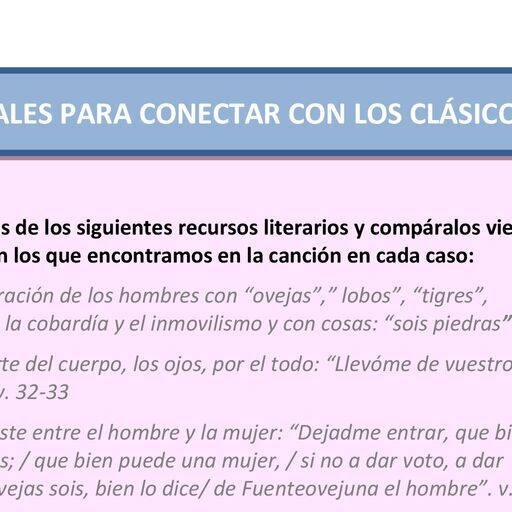 ALES PARA CONECTAR CON LOS CLÁSICO
s de los siguientes recursos literarios y compáralos vie
n los que encontramos en la canción en cada caso:
ración de los hombres con “ovejas”,” lobos”, “tigres”,
la cobardía y el inmovilismo y con cosas: “sois piedras”
rte del cuerpo, los ojos, por el todo: “Llevóme de vuestro
v. 32-33
ste entre el hombre y la mujer: “Dejadme entrar, que bi
s; / que bien puede una mujer, / si no a dar voto, a dar
vejas sois, bien lo dice/ de Fuenteovejuna el hombre”. v.